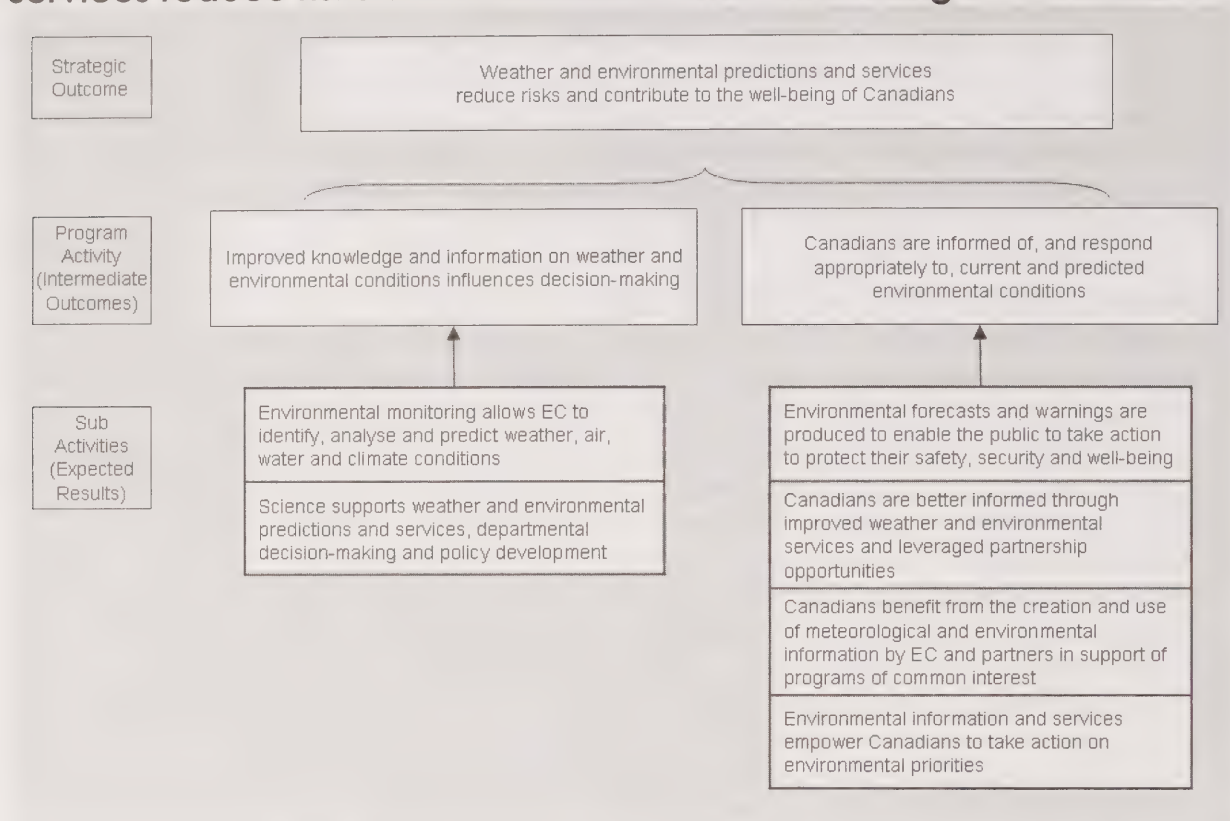 Strategic
Outcome
Weather and environmental predictions and services
reduce risks and contribute to the well-being of Canadians
Program
Activity
(Intermediate
Outcomes)
Improved knowledge and information on weather and
environmental conditions influences decision-making
Canadians are informed of, and respond
appropriately to, current and predicted
environmental conditions
Sub
Activities
(Expected
Results)
Environmental monitoring allows EC to
identify, analyse and predict weather, air,
water and climate conditions
Science supports weather and environmental
predictions and services, departmental
decision-making and policy development
Environmental forecasts and warnings are
produced to enable the public to take action
to protect their safety, security and well-being
Canadians are better informed through
improved weather and environmental
services and leveraged partnership
opportunities
Canadians benefit from the creation and use
of meteorological and environmental
information by EC and partners in support of
programs of common interest
Environmental information and services
empower Canadians to take action on
environmental priorities